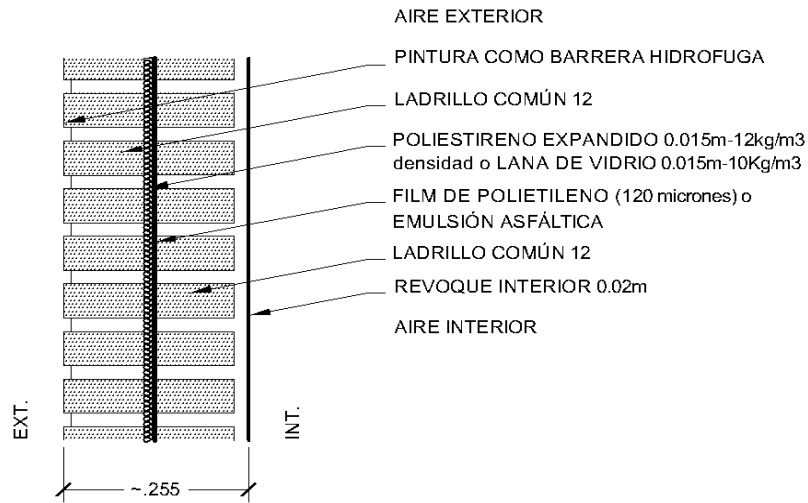 AIRE EXTERIOR
PINTURA COMO BARRERA HIDROFUGA
LADRILLO COMÚN 12
POLIESTIRENO EXPANDIDO 0.015m-12kg/m3
densidad o LANA DE VIDRIO 0.015m-10Kg/m3
FILM DE POLIETILENO (120 micrones) o
EMULSIÓN ASFÁLTICA
LADRILLO COMÚN 12
REVOQUE INTERIOR 0.02m
AIRE INTERIOR
EXT.
INT.
~.255